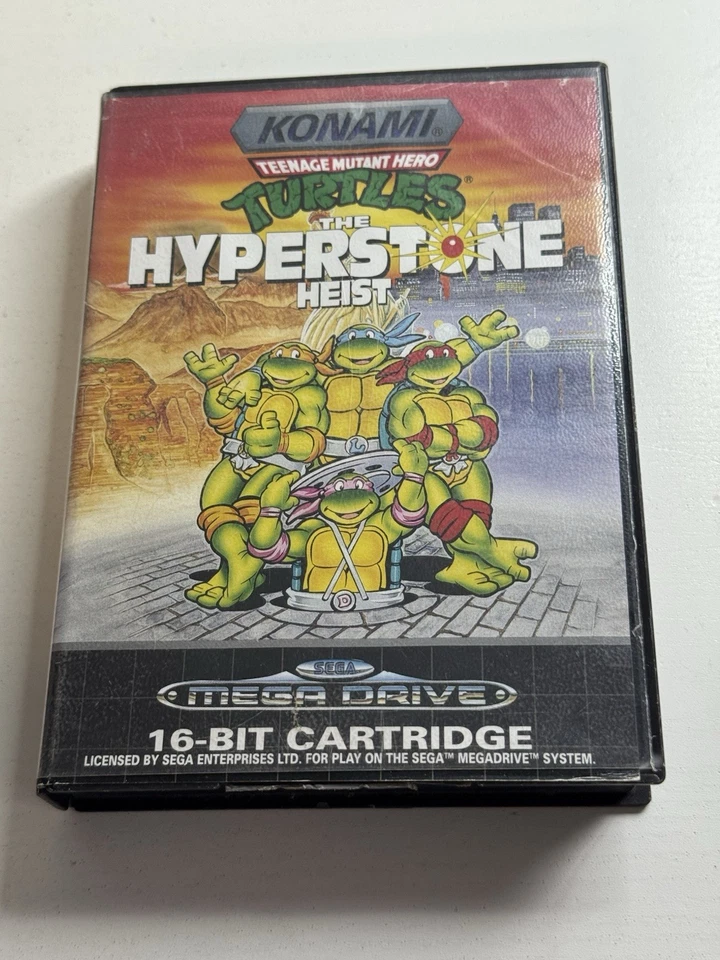 KONAMI®
TEENAGE MUTANT HERO
TURTLES®
THE
HYPERSTONE
HEIST
L
D
SEGA
MEGA DRIVE
16-BIT CARTRIDGE
LICENSED BY SEGA ENTERPRISES LTD. FOR PLAY ON THE SEGA™ MEGADRIVE™ SYSTEM.